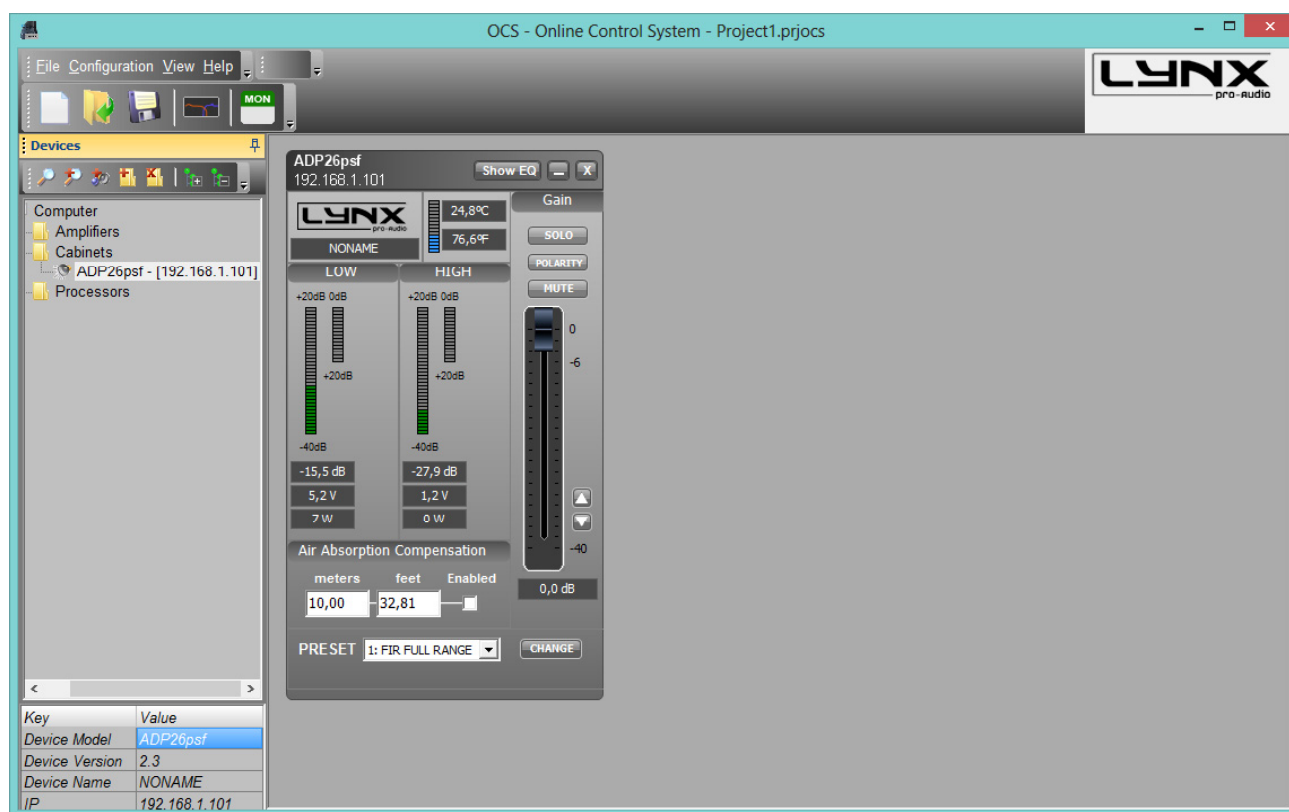 OCS - Online Control System - Project1.prjocs
File Configuration View Help
MON
LYNX
pro-audio
Devices
Computer
Amplifiers
Cabinets
ADP26psf - [192.168.1.101]
Processors
Key Value
Device Model ADP26psf
Device Version 2.3
Device Name NONAME
IP 192.168.1.101
ADP26psf
192.168.1.101
Show EQ
X
LYNX
pro-audio
NONAME
24,8ºC
76,6ºF
LOW HIGH
+20dB 0dB +20dB 0dB
+20dB +20dB
-40dB -40dB
-15,5 dB -27,9 dB
5,2 V 1,2 V
7 W 0 W
Gain
SOLO
POLARITY
MUTE
0
-6
-40
0,0 dB
Air Absorption Compensation
meters feet Enabled
10,00 32,81
PRESET 1: FIR FULL RANGE CHANGE